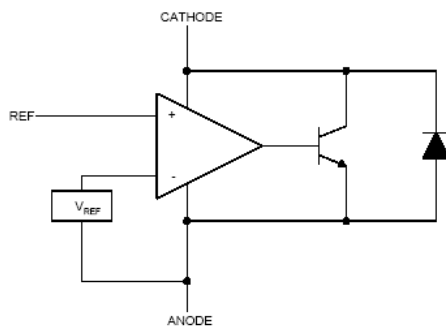 CATHODE
REF
+
-
VREF
ANODE